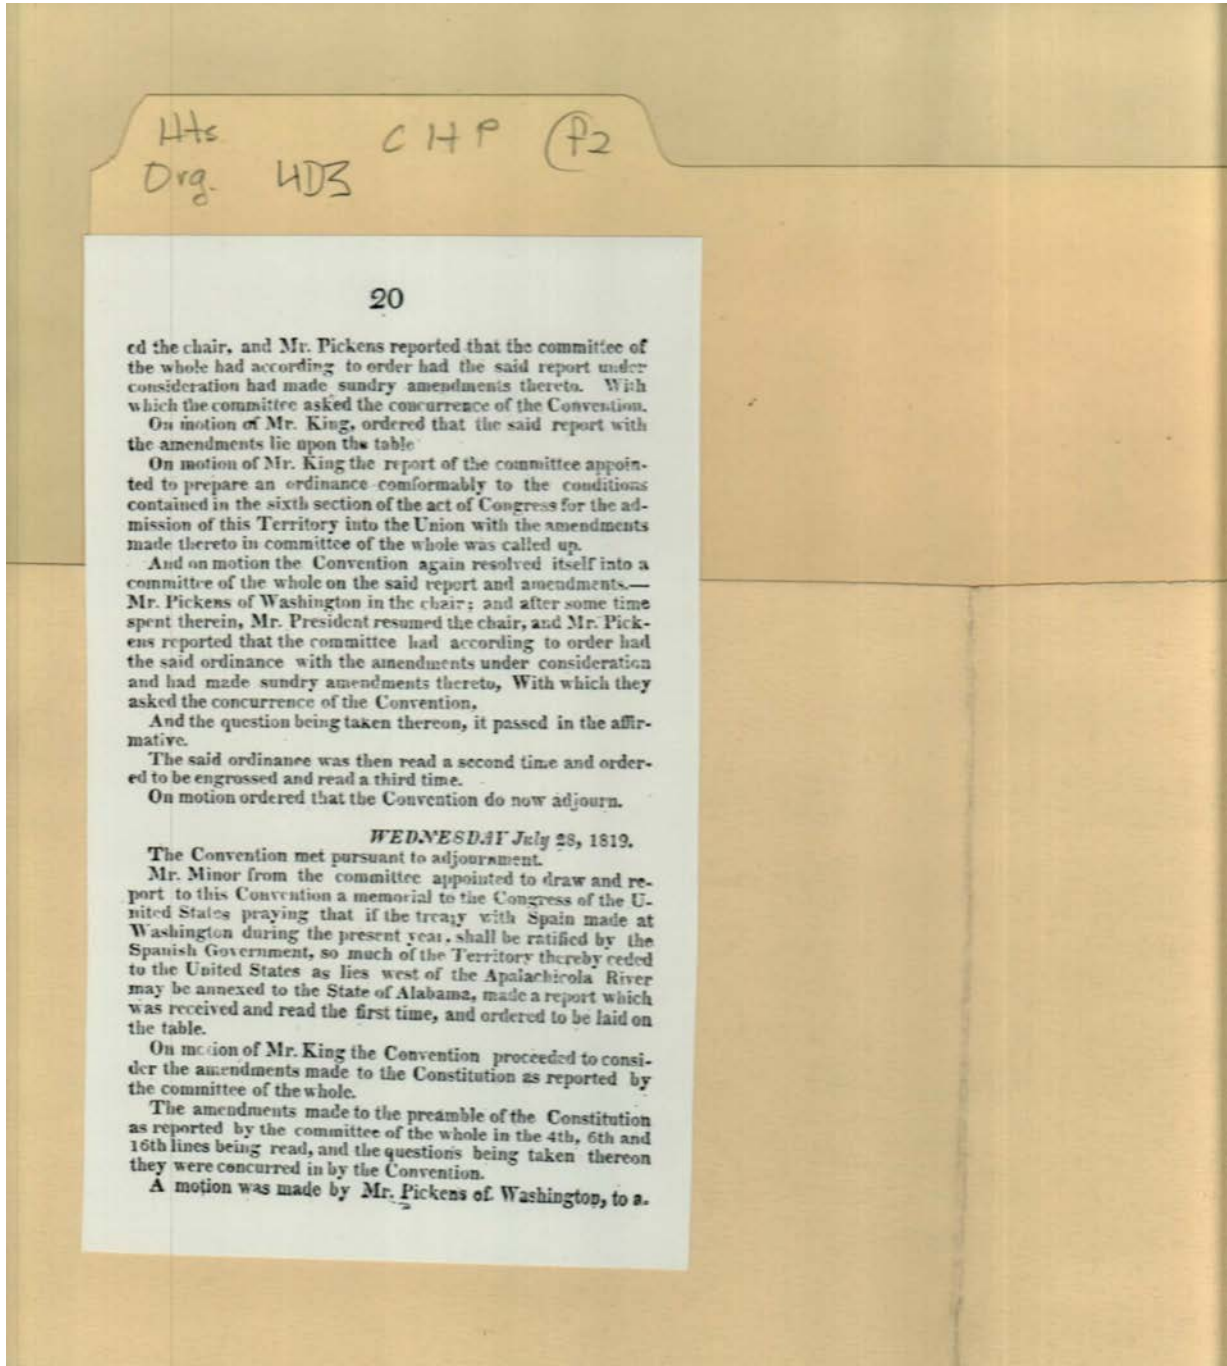 Hts
CHP P2
Org. 4D3
20
ed the chair, and Mr. Pickens reported that the committee of
the whole had according to order had the said report under
consideration had made sundry amendments thereto. With
which the committee asked the concurrence of the Convention.
On motion of Mr. King, ordered that the said report with
the amendments lie upon the table
On motion of Mr. King the report of the committee appoin-
ted to prepare an ordinance comformably to the conditions
contained in the sixth section of the act of Congress for the ad-
mission of this Territory into the Union with the amendments
made thereto in committee of the whole was called up.
And on motion the Convention again resolved itself into a
committee of the whole on the said report and amendments.—
Mr. Pickens of Washington in the chair; and after some time
spent therein, Mr. President resumed the chair, and Mr. Pick-
ens reported that the committee had according to order had
the said ordinance with the amendments under consideration
and had made sundry amendments thereto, With which they
asked the concurrence of the Convention.
And the question being taken thereon, it passed in the affir-
mative.
The said ordinance was then read a second time and order-
ed to be engrossed and read a third time.
On motion ordered that the Convention do now adjourn.
WEDNESDAY July 28, 1819.
The Convention met pursuant to adjournment.
Mr. Minor from the committee appointed to draw and re-
port to this Convention a memorial to the Congress of the U-
nited States praying that if the treaty with Spain made at
Washington during the present year, shall be ratified by the
Spanish Government, so much of the Territory thereby ceded
to the United States as lies west of the Apalachicola River
may be annexed to the State of Alabama, made a report which
was received and read the first time, and ordered to be laid on
the table.
On motion of Mr. King the Convention proceeded to consi-
der the amendments made to the Constitution as reported by
the committee of the whole.
The amendments made to the preamble of the Constitution
as reported by the committee of the whole in the 4th, 6th and
16th lines being read, and the questions being taken thereon
they were concurred in by the Convention.
A motion was made by Mr. Pickens of Washington, to a.